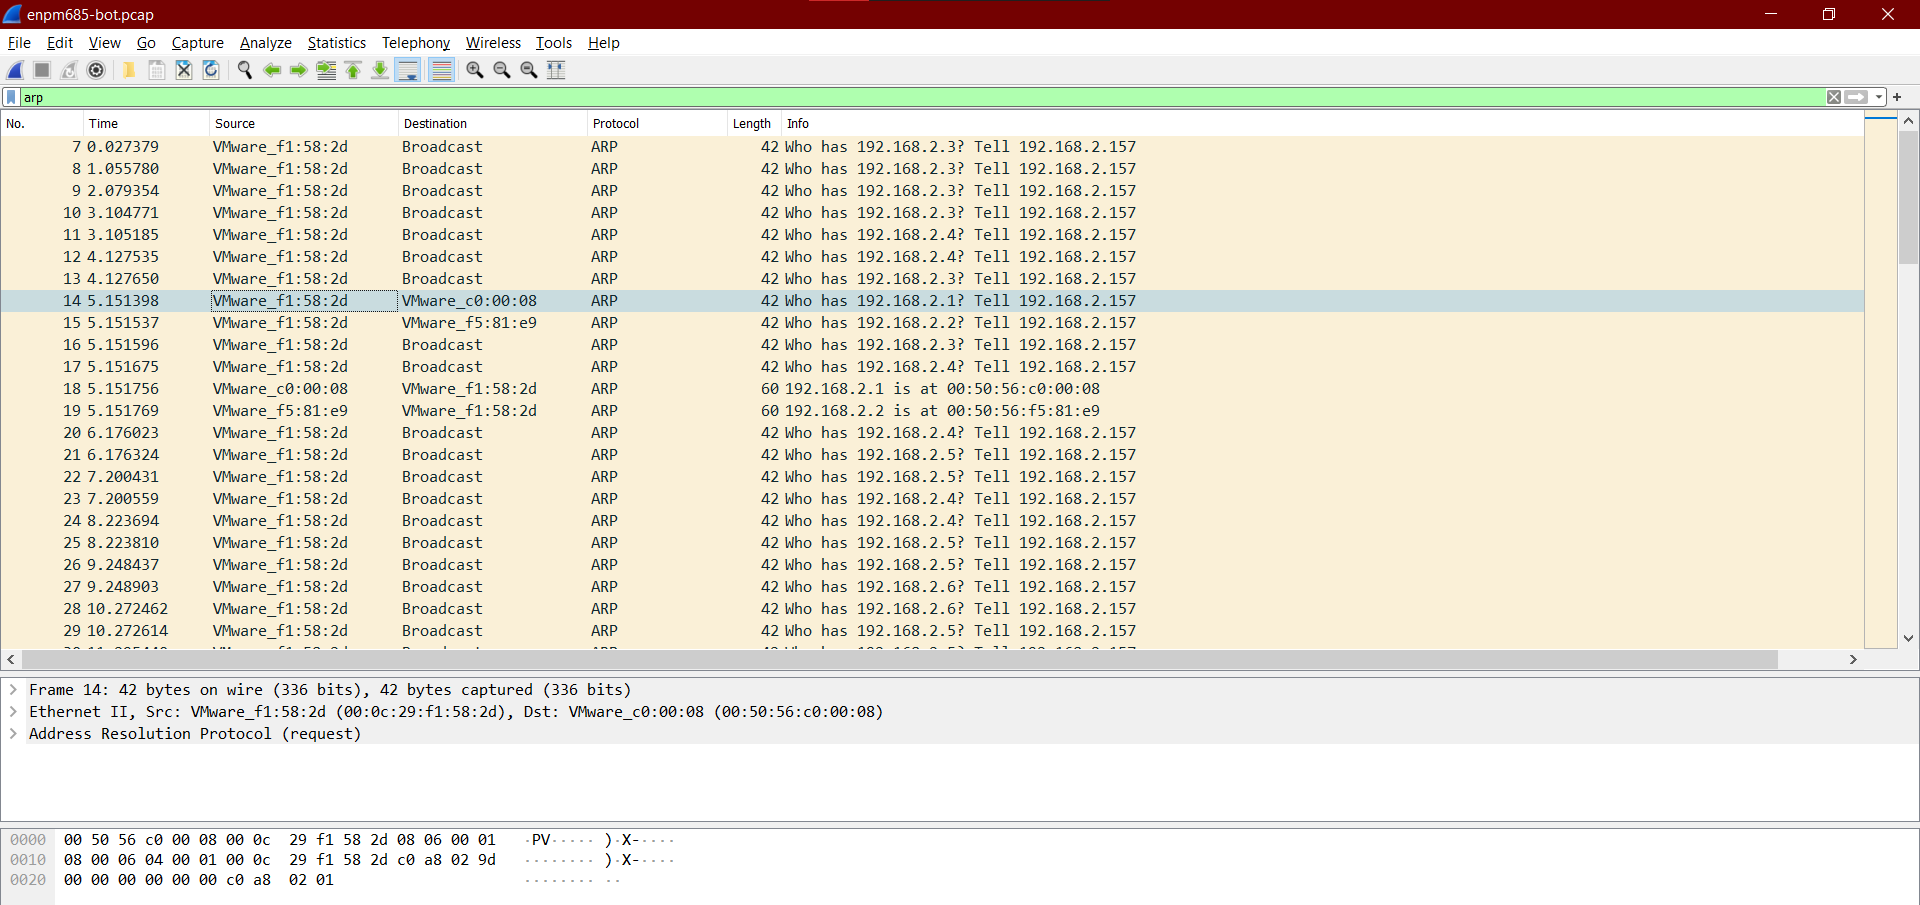 enpm685-bot.pcap
File Edit View Go Capture Analyze Statistics Telephony Wireless Tools Help
arp
No. Time Source Destination Protocol Length Info
7 0.027379 VMware_f1:58:2d Broadcast ARP 42 Who has 192.168.2.3? Tell 192.168.2.157
8 1.055780 VMware_f1:58:2d Broadcast ARP 42 Who has 192.168.2.3? Tell 192.168.2.157
9 2.079354 VMware_f1:58:2d Broadcast ARP 42 Who has 192.168.2.3? Tell 192.168.2.157
10 3.104771 VMware_f1:58:2d Broadcast ARP 42 Who has 192.168.2.3? Tell 192.168.2.157
11 3.105185 VMware_f1:58:2d Broadcast ARP 42 Who has 192.168.2.4? Tell 192.168.2.157
12 4.127535 VMware_f1:58:2d Broadcast ARP 42 Who has 192.168.2.4? Tell 192.168.2.157
13 4.127650 VMware_f1:58:2d Broadcast ARP 42 Who has 192.168.2.3? Tell 192.168.2.157
14 5.151398 VMware_f1:58:2d VMware_c0:00:08 ARP 42 Who has 192.168.2.1? Tell 192.168.2.157
15 5.151537 VMware_f1:58:2d VMware_f5:81:e9 ARP 42 Who has 192.168.2.2? Tell 192.168.2.157
16 5.151596 VMware_f1:58:2d Broadcast ARP 42 Who has 192.168.2.3? Tell 192.168.2.157
17 5.151675 VMware_f1:58:2d Broadcast ARP 42 Who has 192.168.2.4? Tell 192.168.2.157
18 5.151756 VMware_c0:00:08 VMware_f1:58:2d ARP 60 192.168.2.1 is at 00:50:56:c0:00:08
19 5.151769 VMware_f5:81:e9 VMware_f1:58:2d ARP 60 192.168.2.2 is at 00:50:56:f5:81:e9
20 6.176023 VMware_f1:58:2d Broadcast ARP 42 Who has 192.168.2.4? Tell 192.168.2.157
21 6.176324 VMware_f1:58:2d Broadcast ARP 42 Who has 192.168.2.5? Tell 192.168.2.157
22 7.200431 VMware_f1:58:2d Broadcast ARP 42 Who has 192.168.2.5? Tell 192.168.2.157
23 7.200559 VMware_f1:58:2d Broadcast ARP 42 Who has 192.168.2.4? Tell 192.168.2.157
24 8.223694 VMware_f1:58:2d Broadcast ARP 42 Who has 192.168.2.4? Tell 192.168.2.157
25 8.223810 VMware_f1:58:2d Broadcast ARP 42 Who has 192.168.2.5? Tell 192.168.2.157
26 9.248437 VMware_f1:58:2d Broadcast ARP 42 Who has 192.168.2.5? Tell 192.168.2.157
27 9.248903 VMware_f1:58:2d Broadcast ARP 42 Who has 192.168.2.6? Tell 192.168.2.157
28 10.272462 VMware_f1:58:2d Broadcast ARP 42 Who has 192.168.2.6? Tell 192.168.2.157
29 10.272614 VMware_f1:58:2d Broadcast ARP 42 Who has 192.168.2.5? Tell 192.168.2.157
Frame 14: 42 bytes on wire (336 bits), 42 bytes captured (336 bits)
Ethernet II, Src: VMware_f1:58:2d (00:0c:29:f1:58:2d), Dst: VMware_c0:00:08 (00:50:56:c0:00:08)
Address Resolution Protocol (request)
0000 00 50 56 c0 00 08 00 0c 29 f1 58 2d 08 06 00 01 ·PV····· )·X-····
0010 08 00 06 04 00 01 00 0c 29 f1 58 2d c0 a8 02 9d ········ )·X-····
0020 00 00 00 00 00 00 c0 a8 02 01 ········ ··